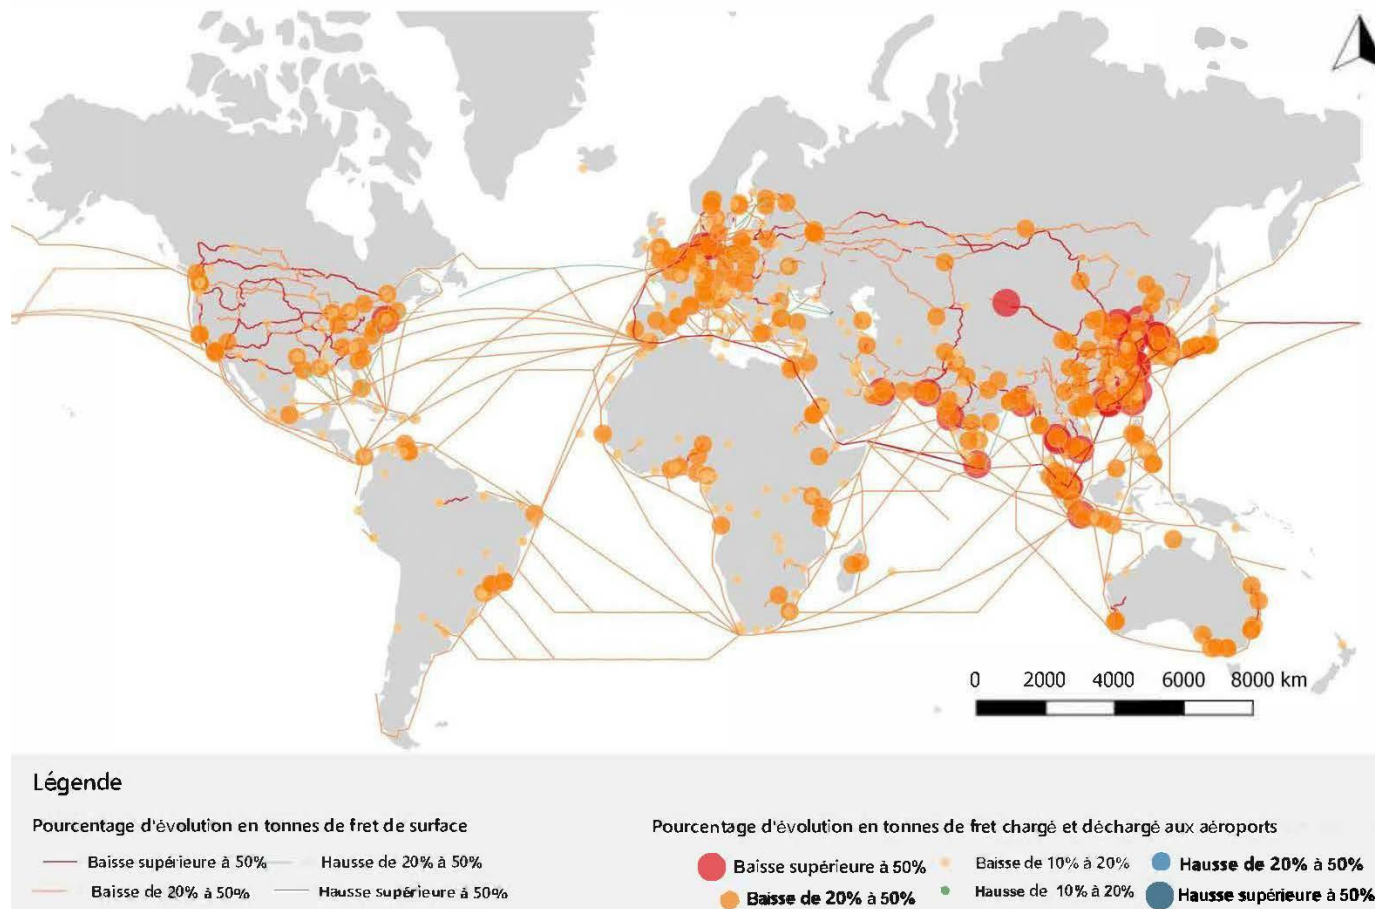 0 2000 4000 6000 8000 km
Légende
Pourcentage d'évolution en tonnes de fret de surface
Baisse supérieure à 50%
Hausse de 20% à 50%
Baisse de 20% à 50%
Hausse supérieure à 50%
Pourcentage d'évolution en tonnes de fret chargé et déchargé aux aéroports
Baisse supérieure à 50%
Baisse de 10% à 20%
Hausse de 20% à 50%
Baisse de 20% à 50%
Hausse de 10% à 20%
Hausse supérieure à 50%